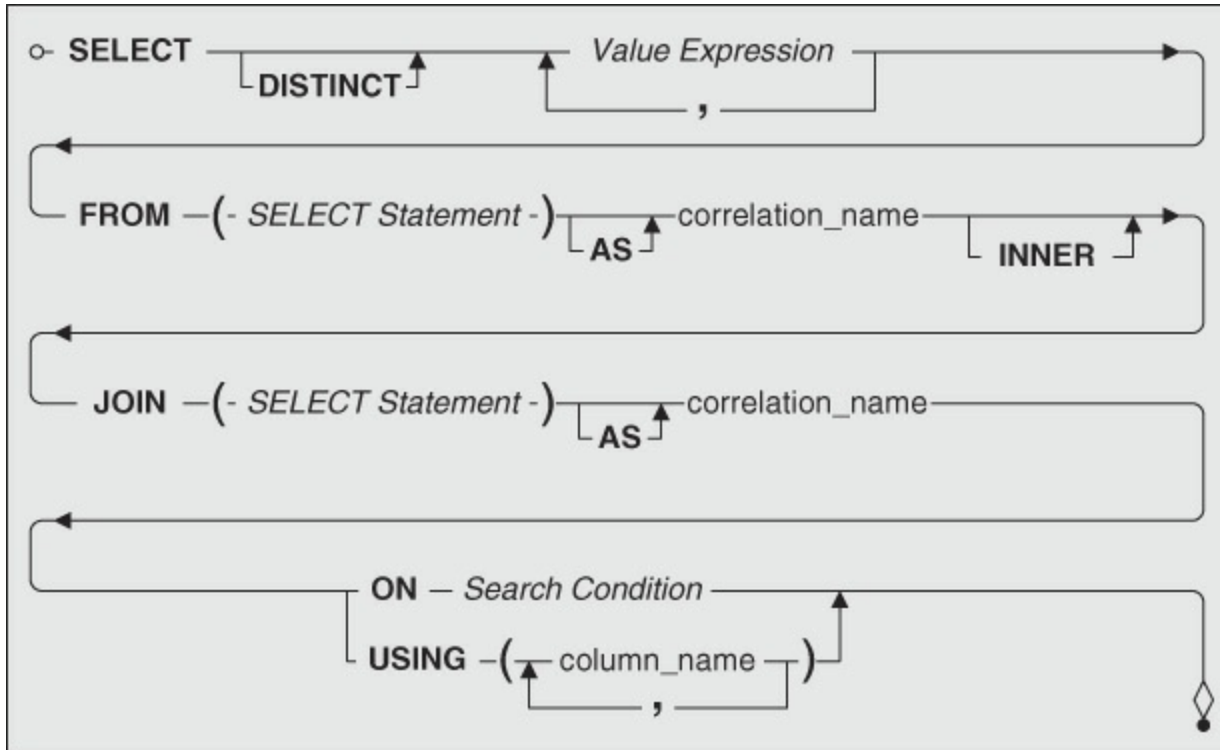 SELECT Value Expression
DISTINCT ,
FROM ( SELECT Statement ) correlation_name
AS INNER
JOIN ( SELECT Statement ) correlation_name
AS
ON Search Condition
USING ( column_name )
,